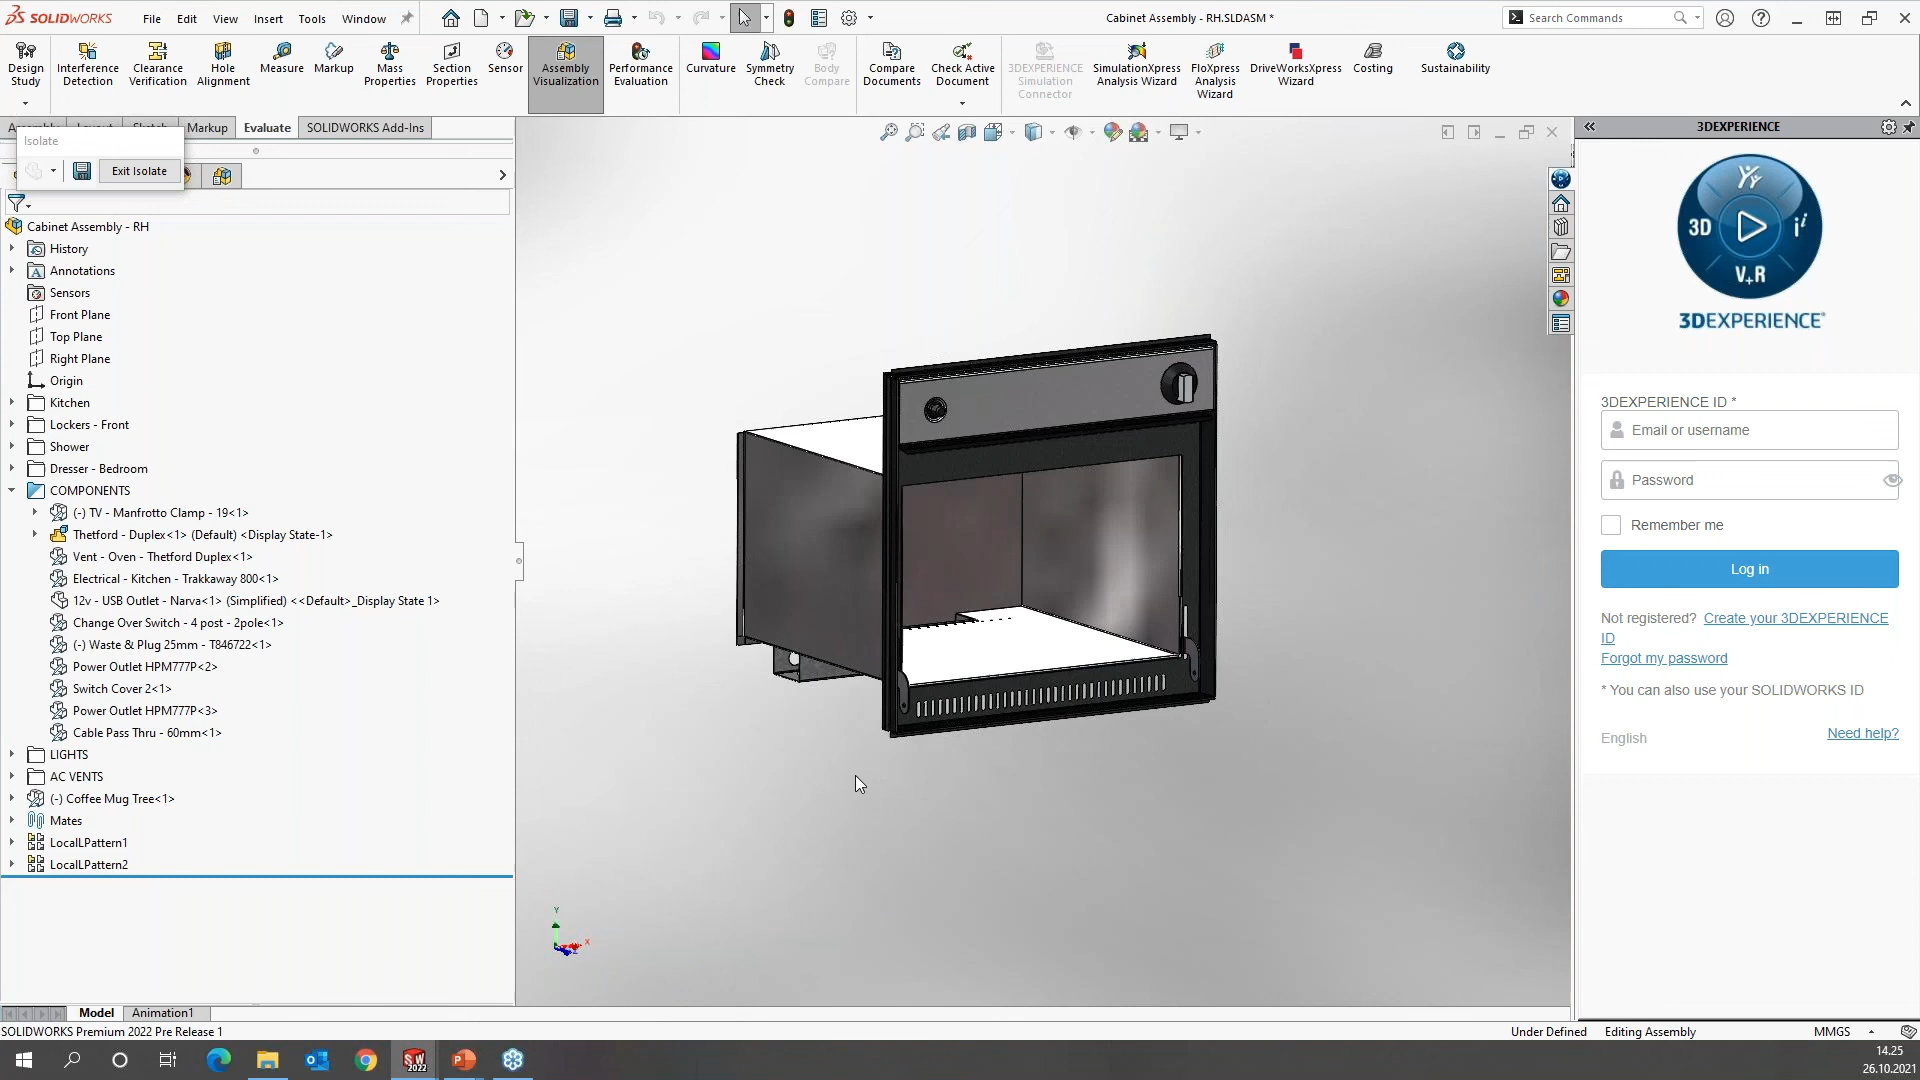 SOLIDWORKS File Edit View Insert Tools Window
Cabinet Assembly - RH.SLDASM *
Search Commands
Design Study
Interference Detection
Clearance Verification
Hole Alignment
Measure
Markup
Mass Properties
Section Properties
Sensor
Assembly Visualization
Performance Evaluation
Curvature
Symmetry Check
Body Compare
Compare Documents
Check Active Document
3DEXPERIENCE Simulation Connector
SimulationXpress Analysis Wizard
FloXpress Analysis Wizard
DriveWorksXpress Wizard
Costing
Sustainability
Markup Evaluate SOLIDWORKS Add-Ins
Isolate
Exit Isolate
Cabinet Assembly - RH
History
Annotations
Sensors
Front Plane
Top Plane
Right Plane
Origin
Kitchen
Lockers - Front
Shower
Dresser - Bedroom
COMPONENTS
(-) TV - Manfrotto Clamp - 19<1>
Thetford - Duplex<1> (Default) <Display State-1>
Vent - Oven - Thetford Duplex<1>
Electrical - Kitchen - Trakkaway 800<1>
12v - USB Outlet - Narva<1> (Simplified) <<Default>_Display State 1>
Change Over Switch - 4 post - 2pole<1>
(-) Waste & Plug 25mm - T846722<1>
Power Outlet HPM777P<2>
Switch Cover 2<1>
Power Outlet HPM777P<3>
Cable Pass Thru - 60mm<1>
LIGHTS
AC VENTS
(-) Coffee Mug Tree<1>
Mates
LocalLPattern1
LocalLPattern2
Y
X
Z
3DEXPERIENCE
3D
V+R
3DEXPERIENCE
3DEXPERIENCE ID *
Email or username
Password
Remember me
Log in
Not registered? Create your 3DEXPERIENCE
ID
Forgot my password
* You can also use your SOLIDWORKS ID
English
Need help?
Model Animation1
SOLIDWORKS Premium 2022 Pre Release 1
Under Defined Editing Assembly MMGS
SW 2022
14.25
26.10.2021